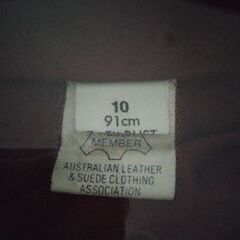 10
91cm
MEMBER
AUSTRALIAN LEATHER
& SUEDE CLOTHING
ASSOCIATION